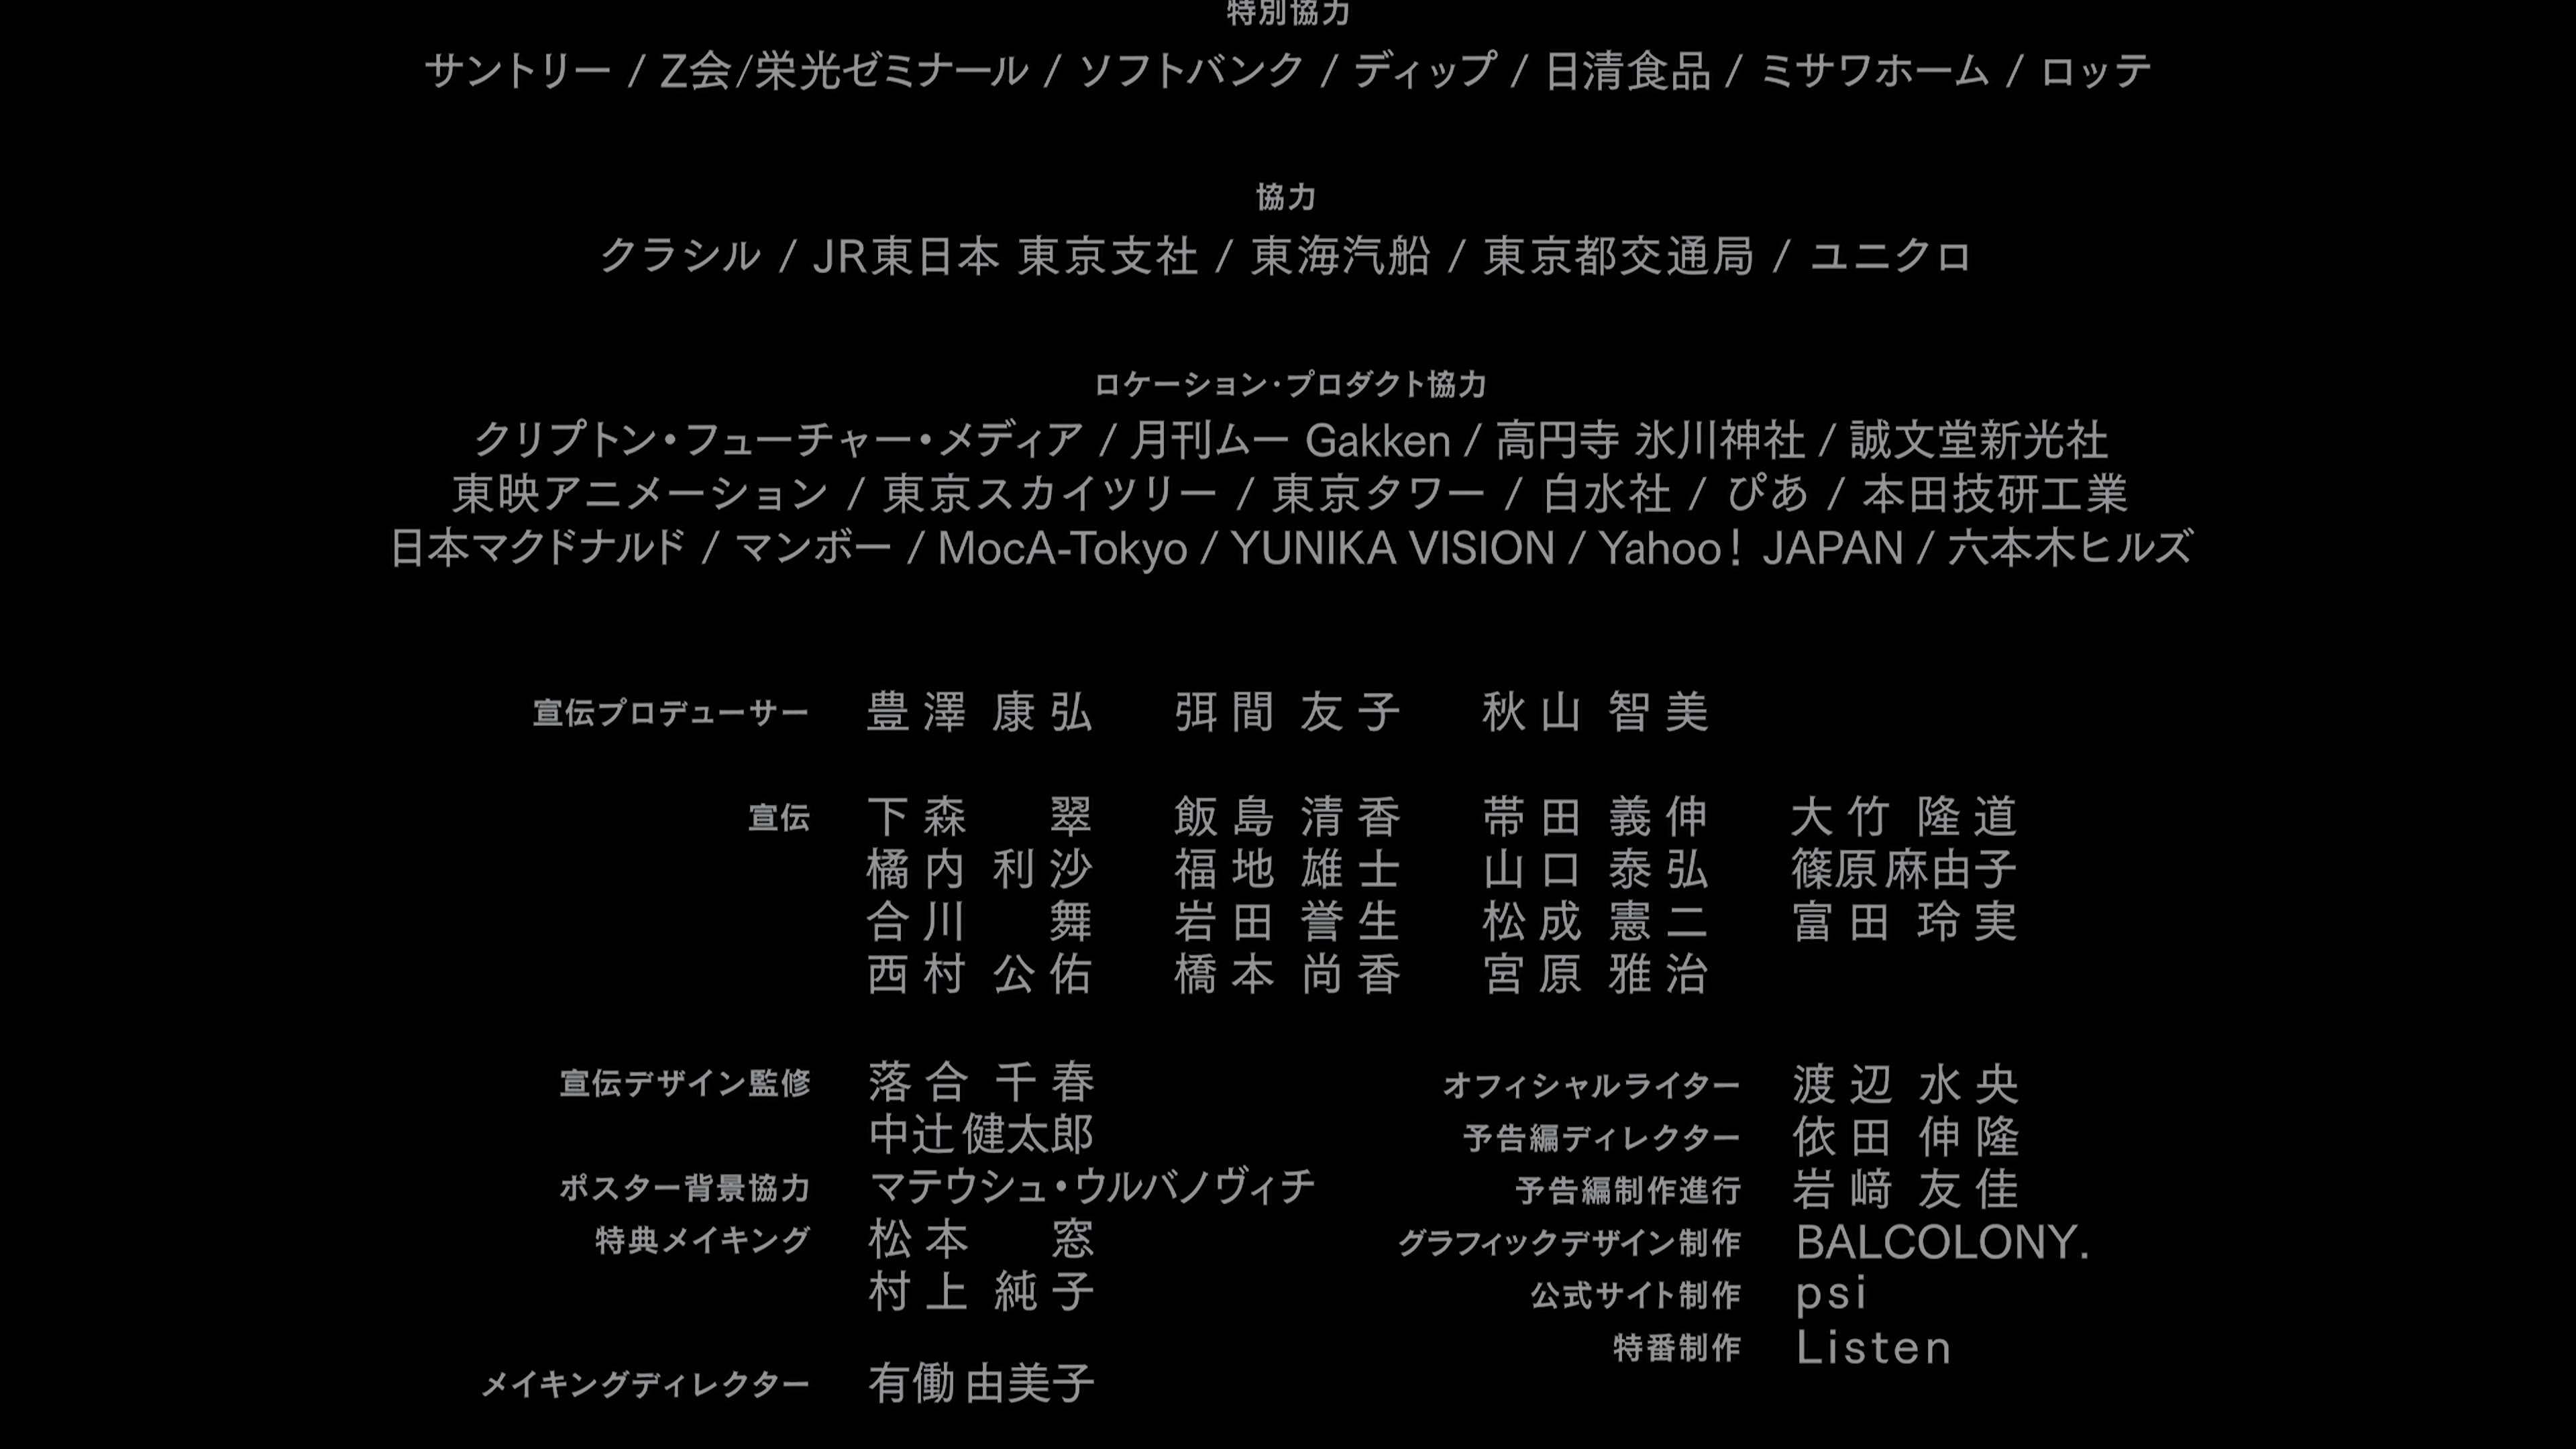 特別協力
サントリー / Z会/栄光ゼミナール / ソフトバンク / ディップ / 日清食品 / ミサワホーム / ロッテ
協力
クラシル / JR東日本 東京支社 / 東海汽船 / 東京都交通局 / ユニクロ
ロケーション・プロダクト協力
クリプトン・フューチャー・メディア / 月刊ムー Gakken / 高円寺 氷川神社 / 誠文堂新光社
東映アニメーション / 東京スカイツリー / 東京タワー / 白水社 / ぴあ / 本田技研工業
日本マクドナルド / マンボー / MocA-Tokyo / YUNIKA VISION / Yahoo! JAPAN / 六本木ヒルズ
宣伝プロデューサー 豊澤 康弘 弭間 友子 秋山 智美
宣伝 下森 翠 飯島 清香 帯田 義伸 大竹 隆道
橘内 利沙 福地 雄士 山口 泰弘 篠原 麻由子
合川 舞 岩田 誉生 松成 憲二 富田 玲実
西村 公佑 橋本 尚香 宮原 雅治
宣伝デザイン監修 落合 千春
中辻 健太郎
ポスター背景協力 マテウシュ・ウルバノヴィチ
特典メイキング 松本 窓
村上 純子
メイキングディレクター 有働 由美子
オフィシャルライター 渡辺 水央
予告編ディレクター 依田 伸隆
予告編制作進行 岩﨑 友佳
グラフィックデザイン制作 BALCOLONY.
公式サイト制作 psi
特番制作 Listen